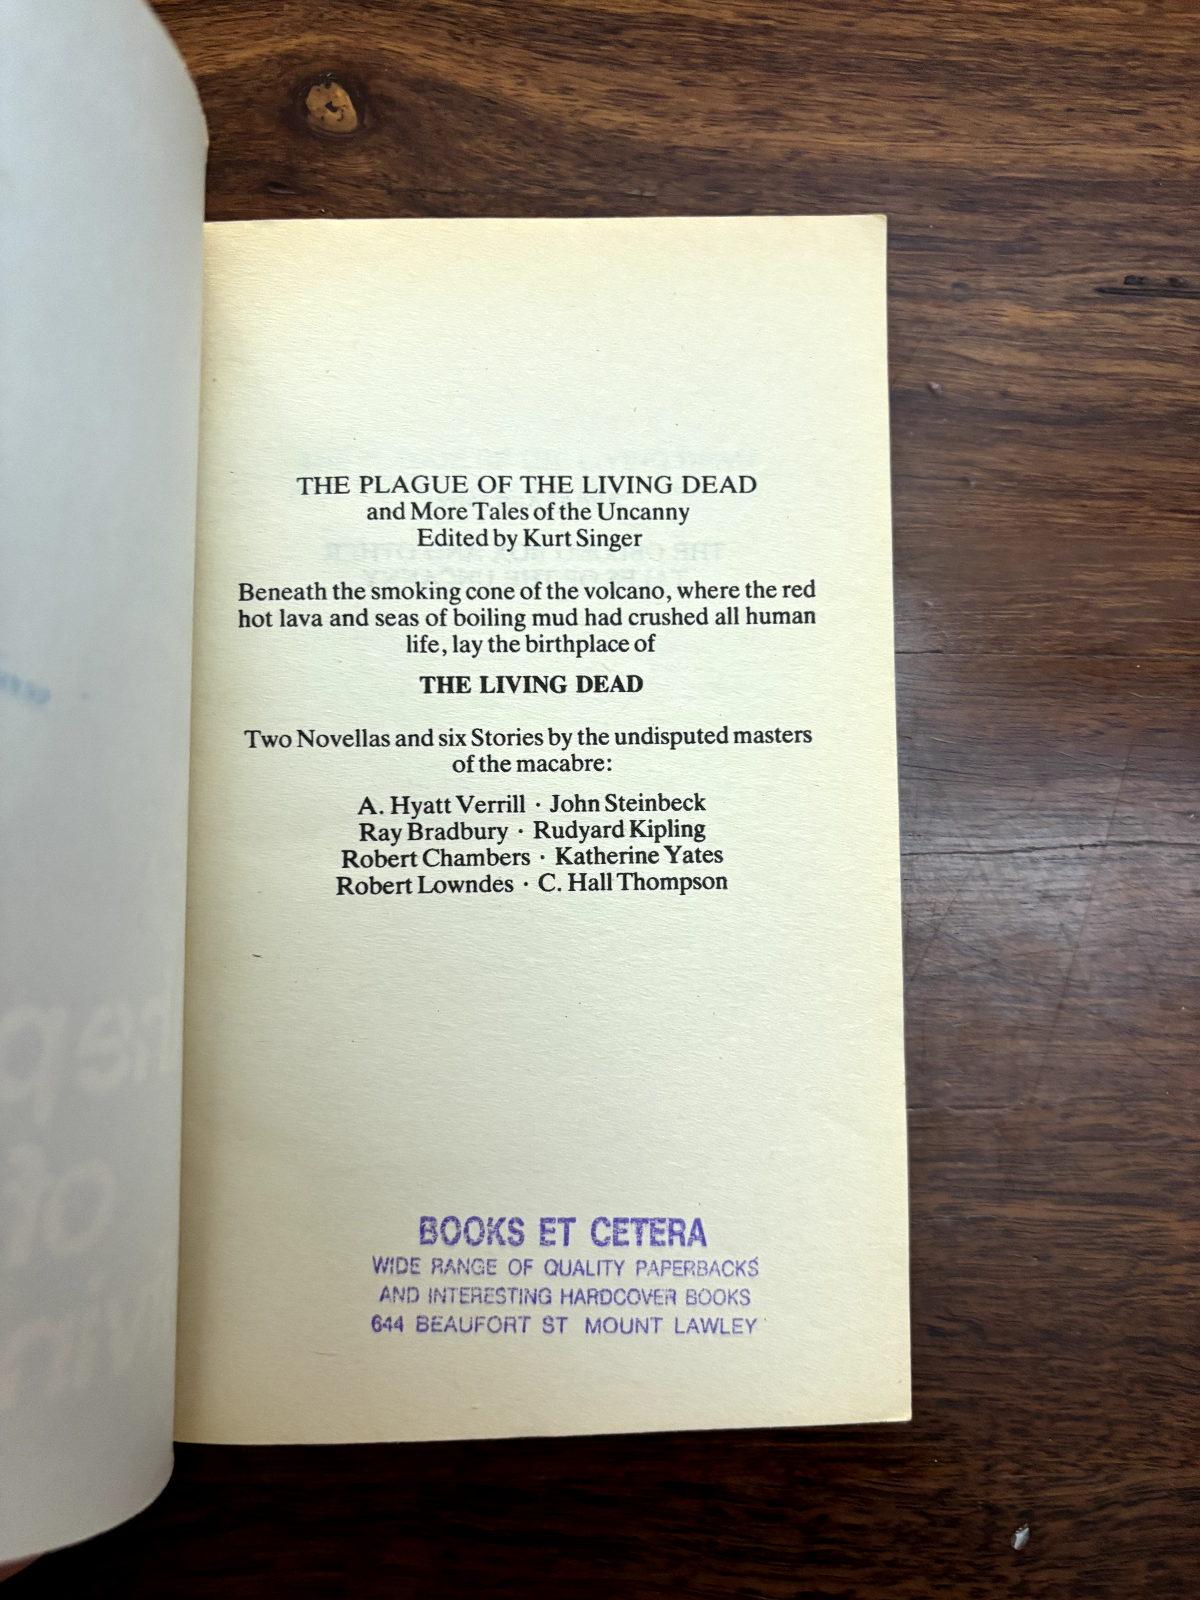 THE PLAGUE OF THE LIVING DEAD
and More Tales of the Uncanny
Edited by Kurt Singer
Beneath the smoking cone of the volcano, where the red
hot lava and seas of boiling mud had crushed all human
life, lay the birthplace of
THE LIVING DEAD
Two Novellas and six Stories by the undisputed masters
of the macabre:
A. Hyatt Verrill · John Steinbeck
Ray Bradbury · Rudyard Kipling
Robert Chambers · Katherine Yates
Robert Lowndes · C. Hall Thompson
BOOKS ET CETERA
WIDE RANGE OF QUALITY PAPERBACKS
AND INTERESTING HARDCOVER BOOKS
644 BEAUFORT ST MOUNT LAWLEY